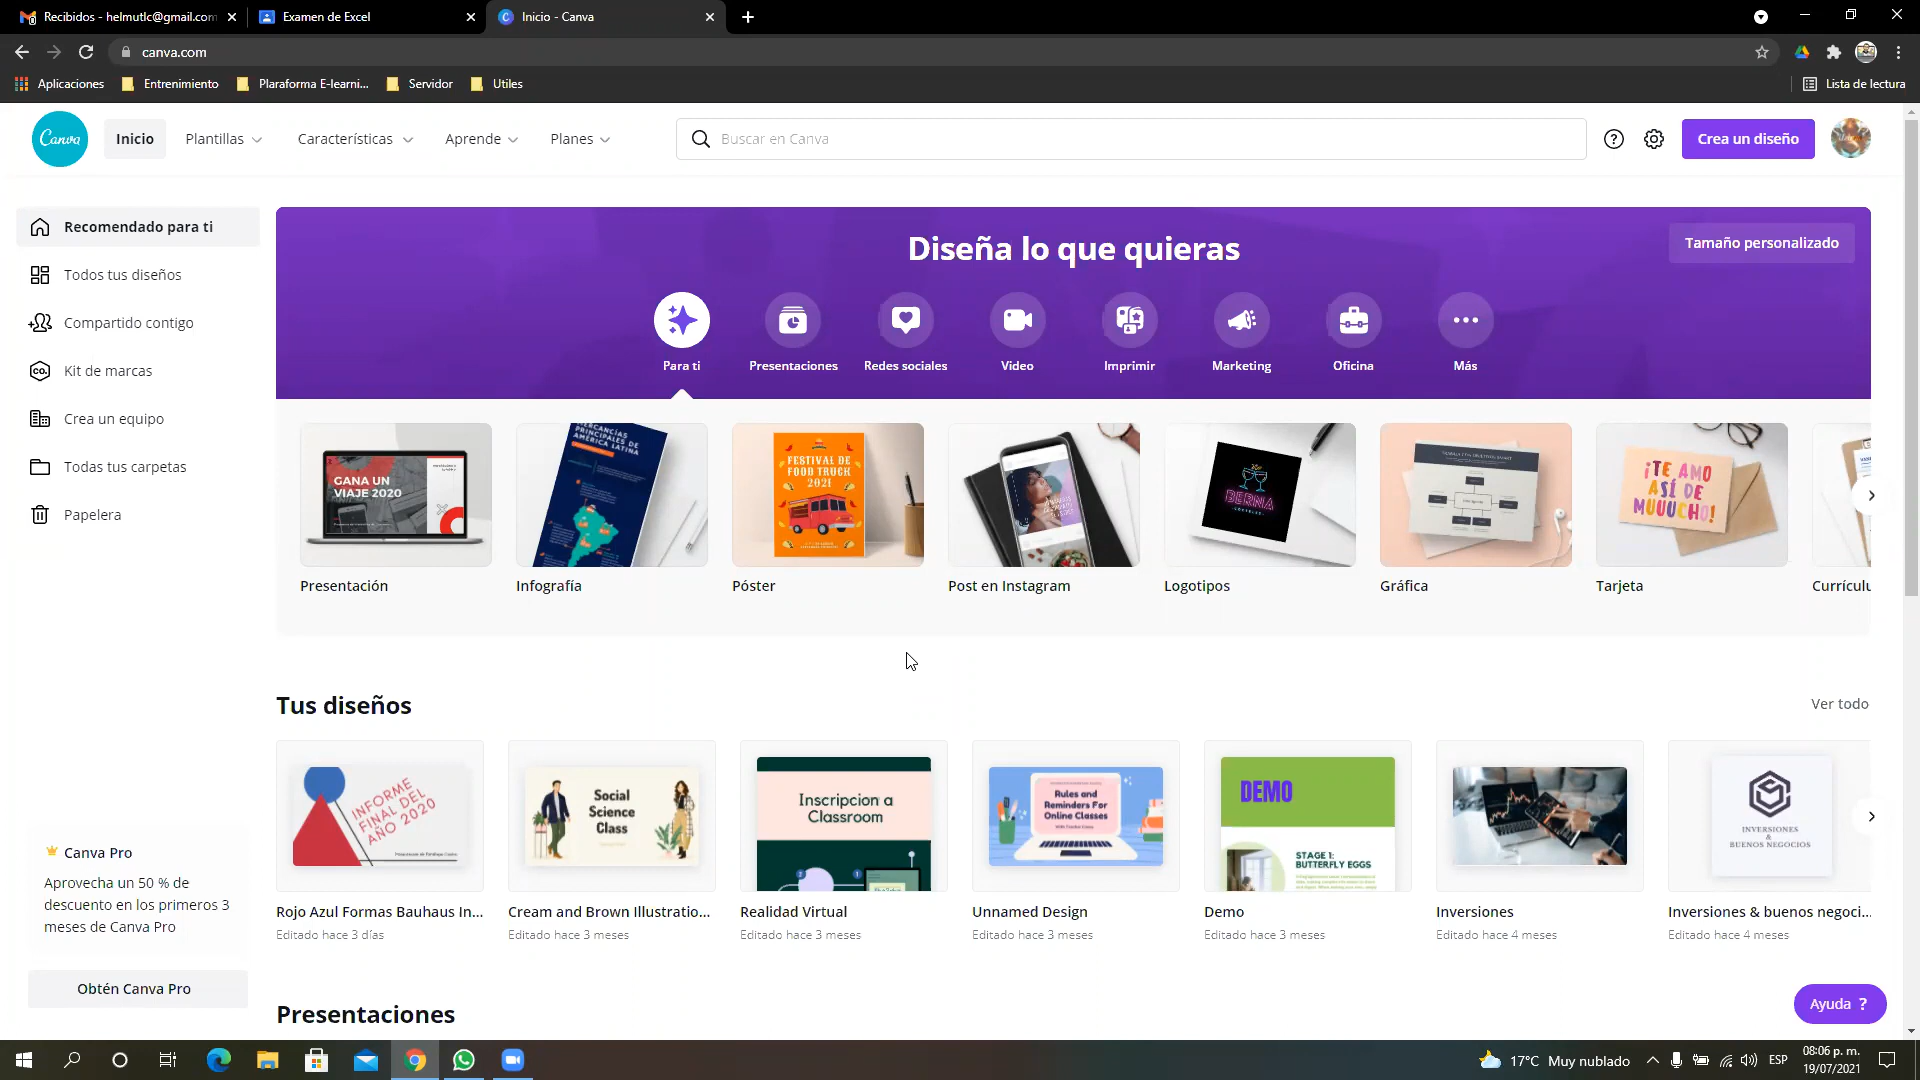 Recibidos - helmutlc@gmail.com
Examen de Excel
Inicio - Canva
canva.com
Aplicaciones
Entrenimiento
Plaraforma E-learni...
Servidor
Utiles
Lista de lectura
Canva
Inicio
Plantillas
Características
Aprende
Planes
Buscar en Canva
Crea un diseño
Recomendado para ti
Todos tus diseños
Compartido contigo
Kit de marcas
Crea un equipo
Todas tus carpetas
Papelera
Canva Pro
Aprovecha un 50 % de
descuento en los primeros 3
meses de Canva Pro
Obtén Canva Pro
Diseña lo que quieras
Tamaño personalizado
Para ti
Presentaciones
Redes sociales
Video
Imprimir
Marketing
Oficina
Más
GANA UN
VIAJE 2020
MERCANCÍAS
PRINCIPALES DE
AMÉRICA LATINA
FESTIVAL DE
FOOD TRUCK
2021
BERNA
¡TE AMO
ASÍ DE
MUUUCHO!
Presentación
Infografía
Póster
Post en Instagram
Logotipos
Gráfica
Tarjeta
Currícul
Tus diseños
Ver todo
INFORME
FINAL DEL
AÑO 2020
Social
Science
Class
Inscripcion a
Classroom
Rules and
Reminders For
Online Classes
DEMO
STAGE 1:
BUTTERFLY EGGS
INVERSIONES
&
BUENOS NEGOCIOS
Rojo Azul Formas Bauhaus In...
Editado hace 3 días
Cream and Brown Illustratio...
Editado hace 3 meses
Realidad Virtual
Editado hace 3 meses
Unnamed Design
Editado hace 3 meses
Demo
Editado hace 3 meses
Inversiones
Editado hace 4 meses
Inversiones & buenos negoci...
Editado hace 4 meses
Presentaciones
Ayuda ?
17°C Muy nublado
ESP
08:06 p. m.
19/07/2021